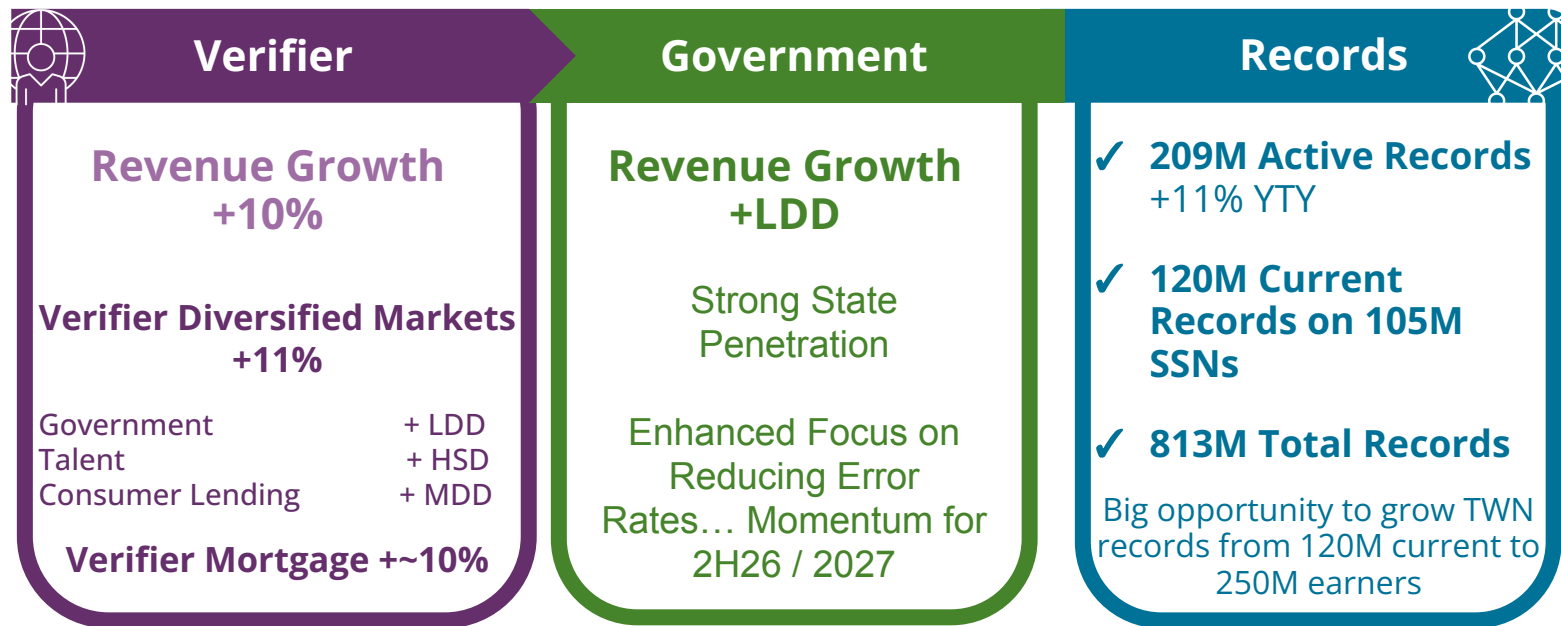 Verifier
Revenue Growth
+10%
Verifier Diversified Markets
+11%
Government + LDD
Talent + HSD
Consumer Lending + MDD
Verifier Mortgage +~10%
Government
Revenue Growth
+LDD
Strong State
Penetration
Enhanced Focus on
Reducing Error
Rates… Momentum for
2H26 / 2027
Records
✓ 209M Active Records
+11% YTY
✓ 120M Current
Records on 105M
SSNs
✓ 813M Total Records
Big opportunity to grow TWN
records from 120M current to
250M earners